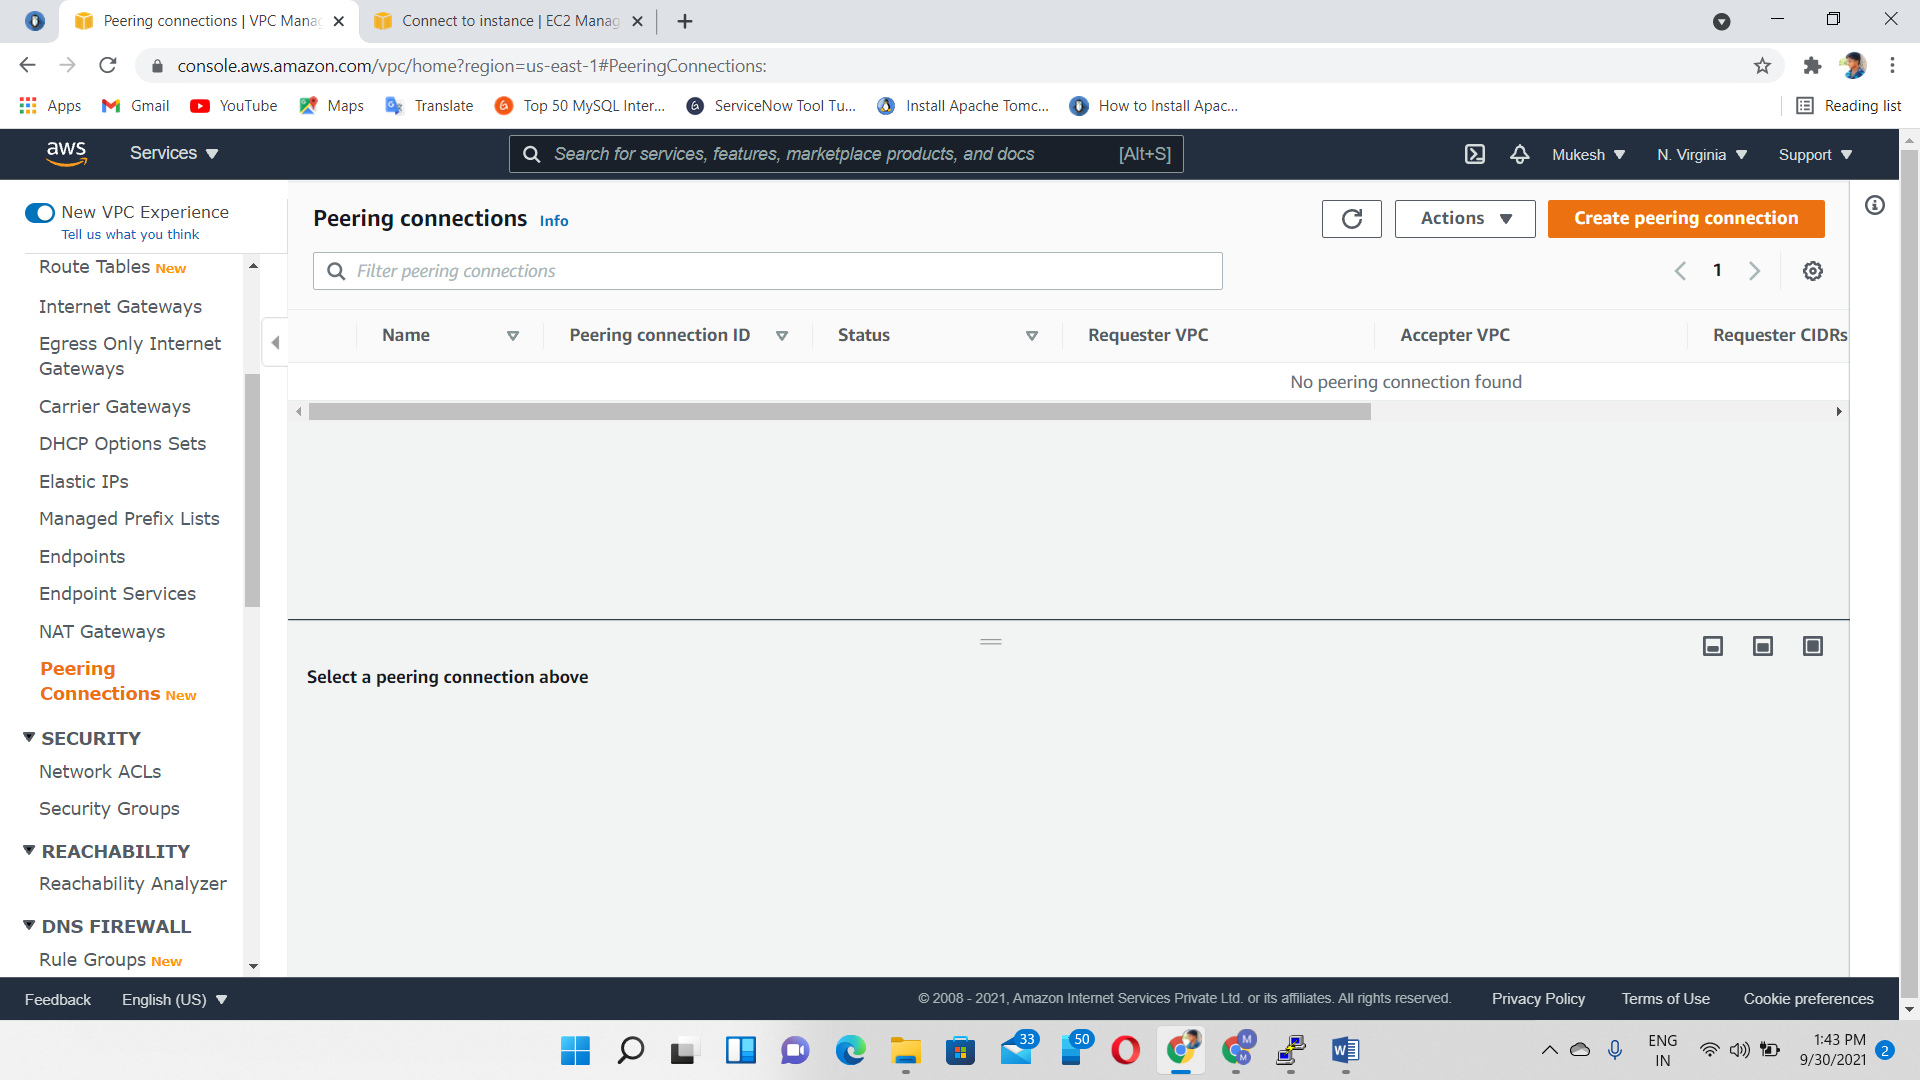 Peering connections | VPC Manag
Connect to instance | EC2 Manag
console.aws.amazon.com/vpc/home?region=us-east-1#PeeringConnections:
Apps
Gmail
YouTube
Maps
Translate
Top 50 MySQL Inter...
ServiceNow Tool Tu...
Install Apache Tomc...
How to Install Apac...
Reading list
aws
Services
Search for services, features, marketplace products, and docs
[Alt+S]
Mukesh
N. Virginia
Support
New VPC Experience
Tell us what you think
Route Tables New
Internet Gateways
Egress Only Internet
Gateways
Carrier Gateways
DHCP Options Sets
Elastic IPs
Managed Prefix Lists
Endpoints
Endpoint Services
NAT Gateways
Peering
Connections New
SECURITY
Network ACLs
Security Groups
REACHABILITY
Reachability Analyzer
DNS FIREWALL
Rule Groups New
Peering connections Info
Actions
Create peering connection
Filter peering connections
1
Name
Peering connection ID
Status
Requester VPC
Accepter VPC
Requester CIDRs
No peering connection found
Select a peering connection above
Feedback
English (US)
© 2008 - 2021, Amazon Internet Services Private Ltd. or its affiliates. All rights reserved.
Privacy Policy
Terms of Use
Cookie preferences
33
50
M
M
ENG
IN
1:43 PM
9/30/2021
2